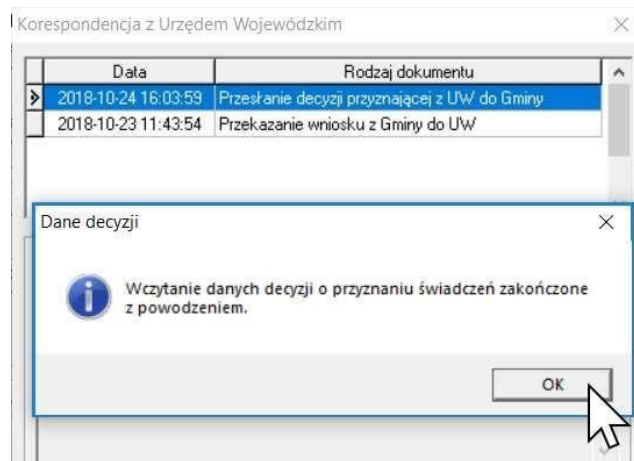 Korespondencja z Urzędem Wojewódzkim
Data Rodzaj dokumentu
2018-10-24 16:03:59 Przesłanie decyzji przyznającej z UW do Gminy
2018-10-23 11:43:54 Przekazanie wniosku z Gminy do UW
Dane decyzji
Wczytanie danych decyzji o przyznaniu świadczeń zakończone
z powodzeniem.
OK